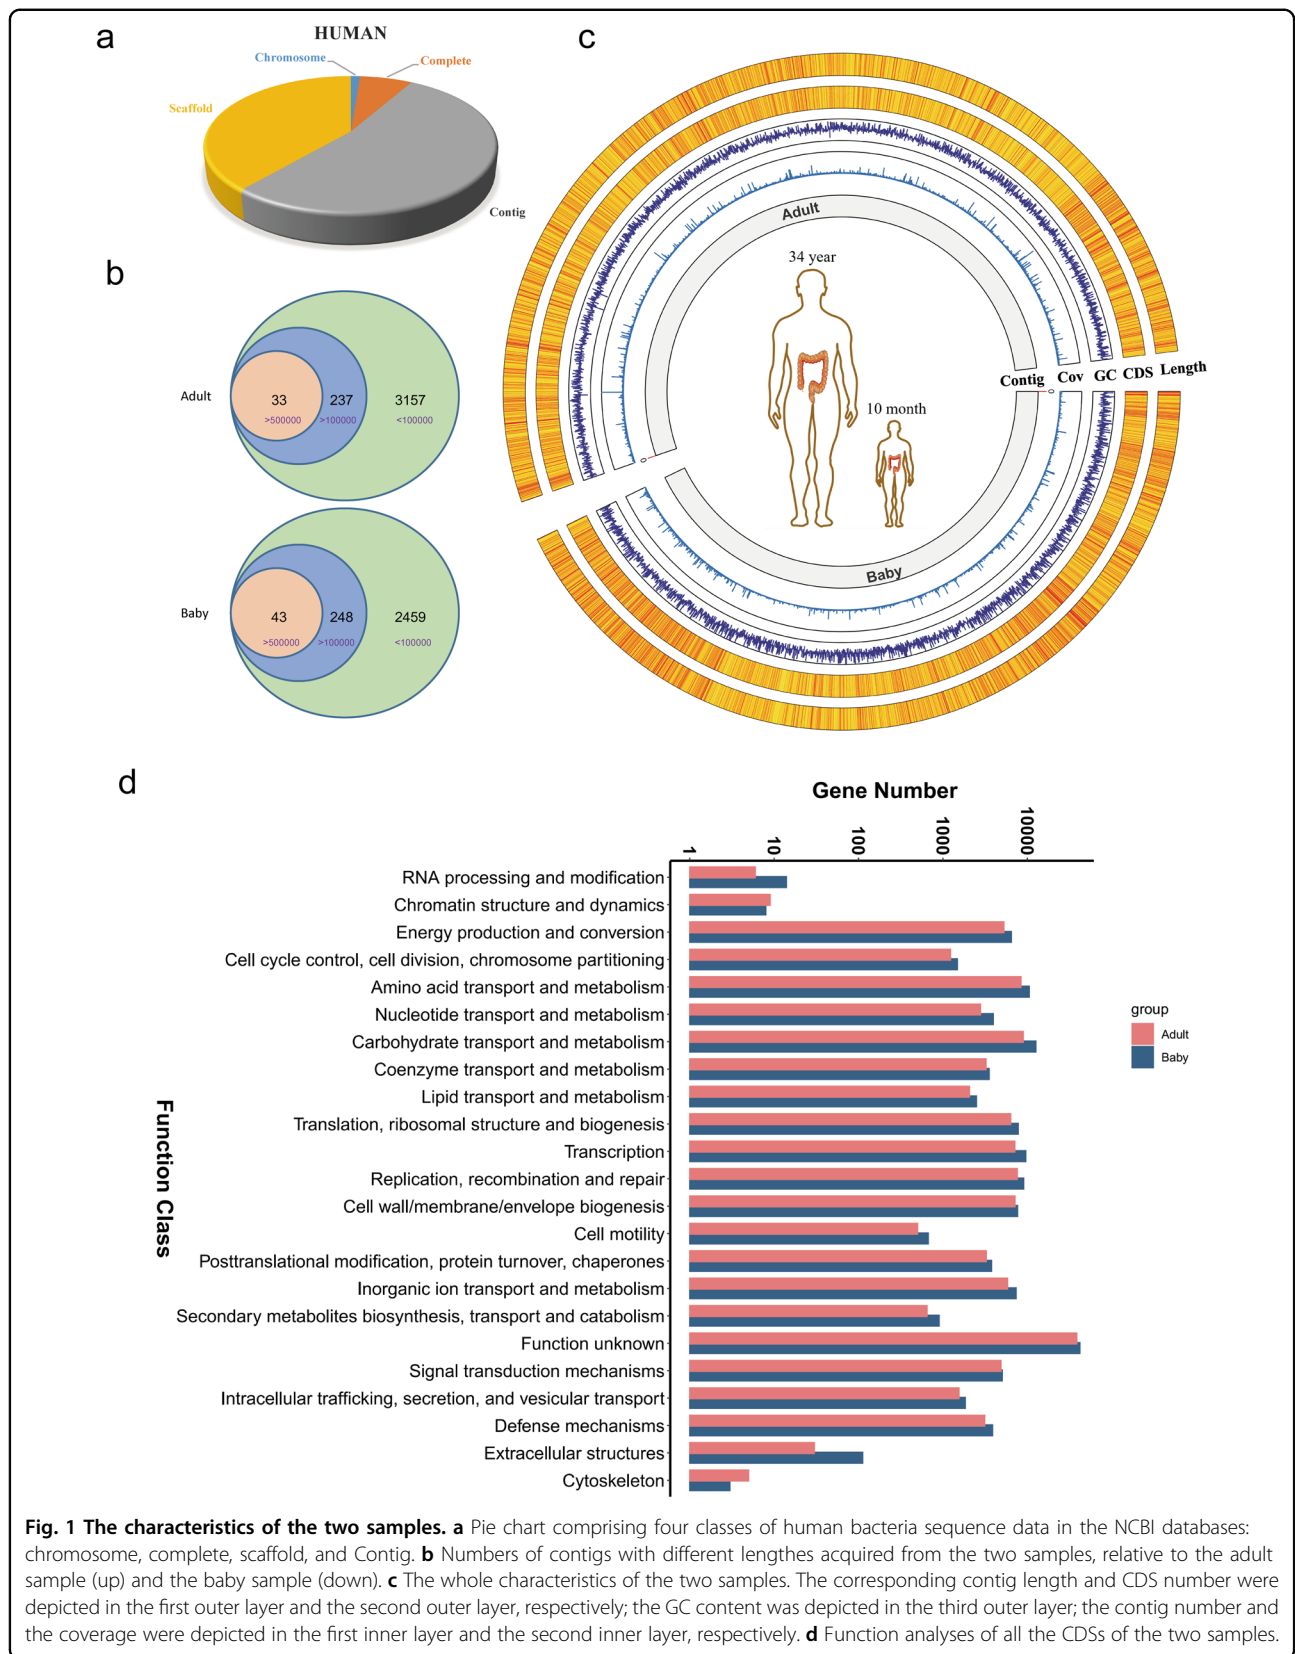 a
HUMAN
Chromosome
Complete
Scaffold
Contig
b
Adult
33
237
3157
>500000
>100000
<100000
Baby
43
248
2459
>500000
>100000
<100000
c
Adult
34 year
10 month
Baby
Contig
Cov
GC
CDS
Length
0
0
d
Gene Number
1
10
100
1000
10000
Function Class
RNA processing and modification
Chromatin structure and dynamics
Energy production and conversion
Cell cycle control, cell division, chromosome partitioning
Amino acid transport and metabolism
Nucleotide transport and metabolism
Carbohydrate transport and metabolism
Coenzyme transport and metabolism
Lipid transport and metabolism
Translation, ribosomal structure and biogenesis
Transcription
Replication, recombination and repair
Cell wall/membrane/envelope biogenesis
Cell motility
Posttranslational modification, protein turnover, chaperones
Inorganic ion transport and metabolism
Secondary metabolites biosynthesis, transport and catabolism
Function unknown
Signal transduction mechanisms
Intracellular trafficking, secretion, and vesicular transport
Defense mechanisms
Extracellular structures
Cytoskeleton
group
Adult
Baby
Fig. 1 The characteristics of the two samples. a Pie chart comprising four classes of human bacteria sequence data in the NCBI databases:
chromosome, complete, scaffold, and Contig. b Numbers of contigs with different lengthes acquired from the two samples, relative to the adult
sample (up) and the baby sample (down). c The whole characteristics of the two samples. The corresponding contig length and CDS number were
depicted in the first outer layer and the second outer layer, respectively; the GC content was depicted in the third outer layer; the contig number and
the coverage were depicted in the first inner layer and the second inner layer, respectively. d Function analyses of all the CDSs of the two samples.